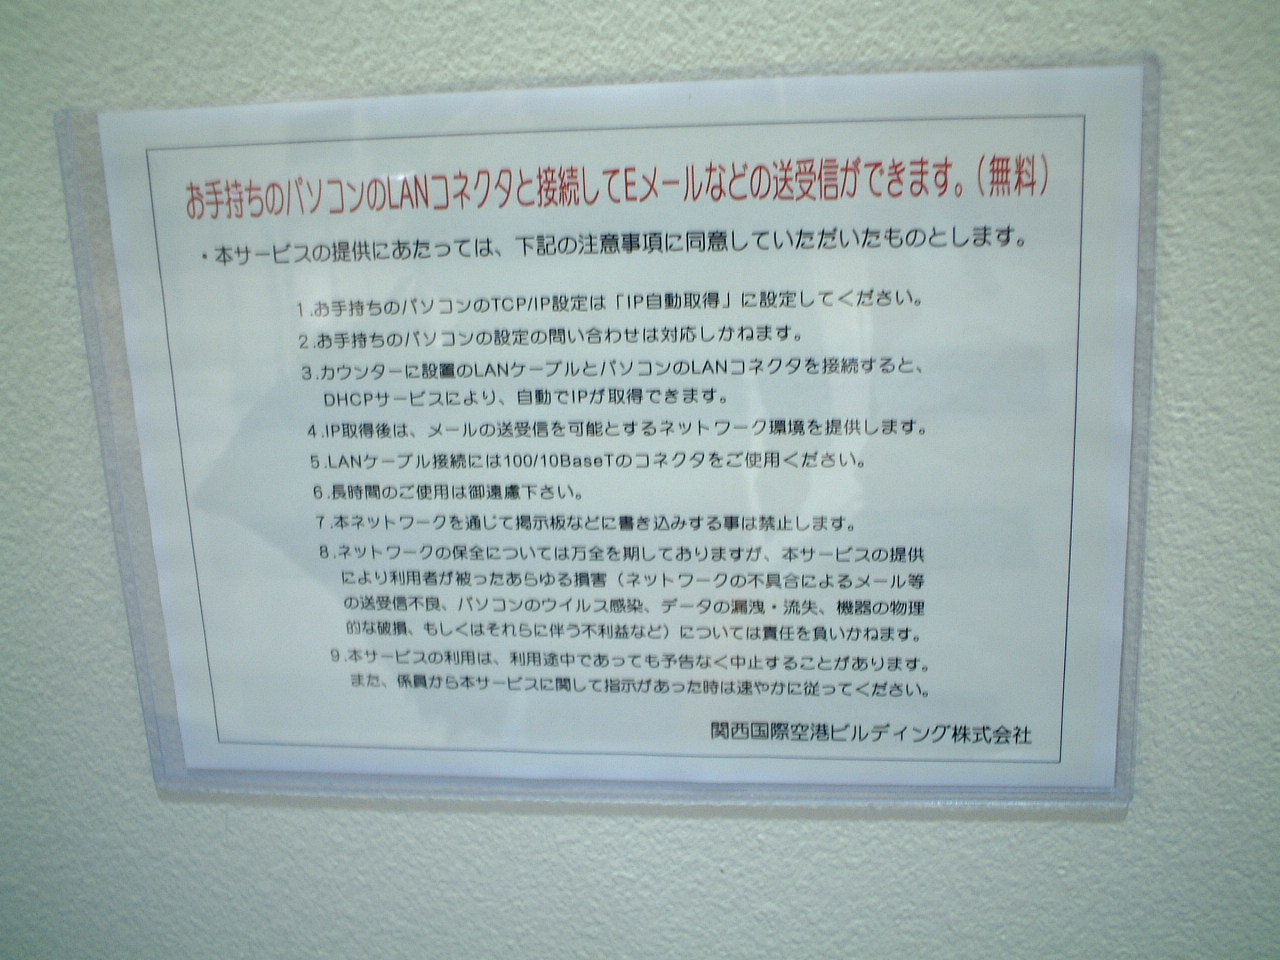 お手持ちのパソコンのLANコネクタと接続してEメールなどの送受信ができます。（無料）
・本サービスの提供にあたっては、下記の注意事項に同意していただいたものとします。
1.お手持ちのパソコンのTCP/IP設定は「IP自動取得」に設定してください。
2.お手持ちのパソコンの設定の問い合わせは対応しかねます。
3.カウンターに設置のLANケーブルとパソコンのLANコネクタを接続すると、
DHCPサービスにより、自動でIPが取得できます。
4.IP取得後は、メールの送受信を可能とするネットワーク環境を提供します。
5.LANケーブル接続には100/10BaseTのコネクタをご使用ください。
6.長時間のご使用は御遠慮下さい。
7.本ネットワークを通じて掲示板などに書き込みする事は禁止します。
8.ネットワークの保全については万全を期しておりますが、本サービスの提供
により利用者が被ったあらゆる損害（ネットワークの不具合によるメール等
の送受信不良、パソコンのウイルス感染、データの漏洩・流失、機器の物理
的な破損、もしくはそれらに伴う不利益など）については責任を負いかねます。
9.本サービスの利用は、利用途中であっても予告なく中止することがあります。
また、係員から本サービスに関して指示があった時は速やかに従ってください。
関西国際空港ビルディング株式会社